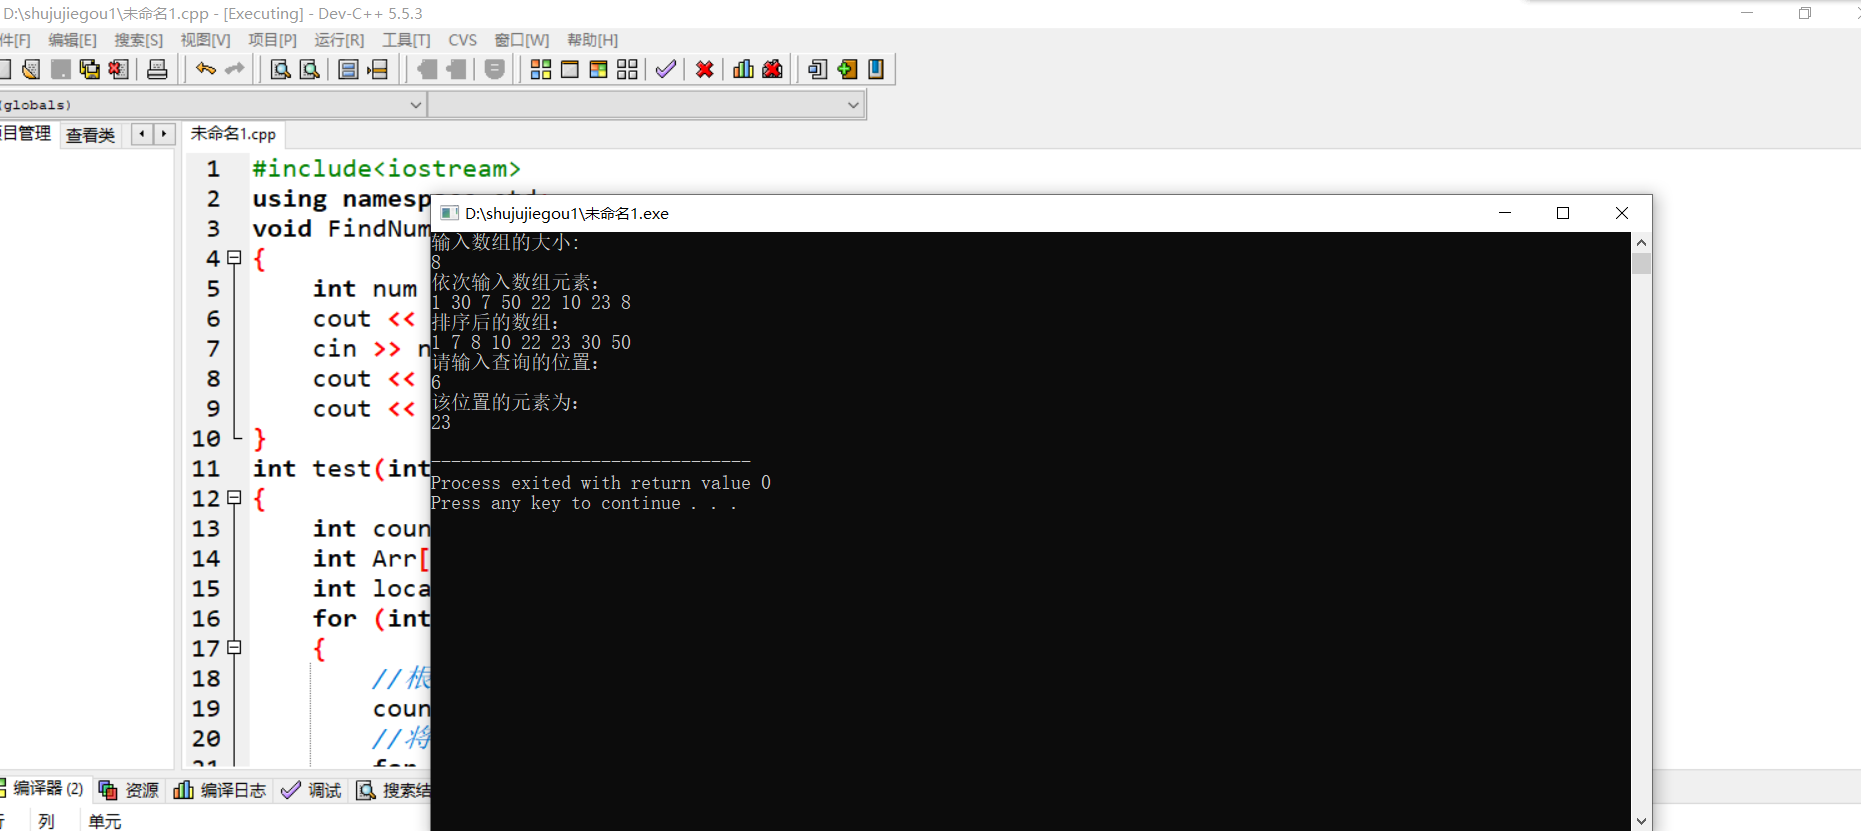 D:\shujujiegou1\未命名1.cpp - [Executing] - Dev-C++ 5.5.3
件[F] 编辑[E] 搜索[S] 视图[V] 项目[P] 运行[R] 工具[T] CVS 窗口[W] 帮助[H]
(globals)
目管理 查看类 未命名1.cpp
1 #include<iostream>
2 using namesp
3 void FindNum
4 {
5 int num
6 cout <<
7 cin >> n
8 cout <<
9 cout <<
10 }
11 int test(int
12 {
13 int coun
14 int Arr[
15 int loca
16 for (int
17 {
18 //根
19 coun
20 //将
21 for
D:\shujujiegou1\未命名1.exe
输入数组的大小:
8
依次输入数组元素:
1 30 7 50 22 10 23 8
排序后的数组:
1 7 8 10 22 23 30 50
请输入查询的位置:
6
该位置的元素为:
23
--------------------------------
Process exited with return value 0
Press any key to continue . . .
编译器 (2) 资源 编译日志 调试 搜索结
行 列 单元